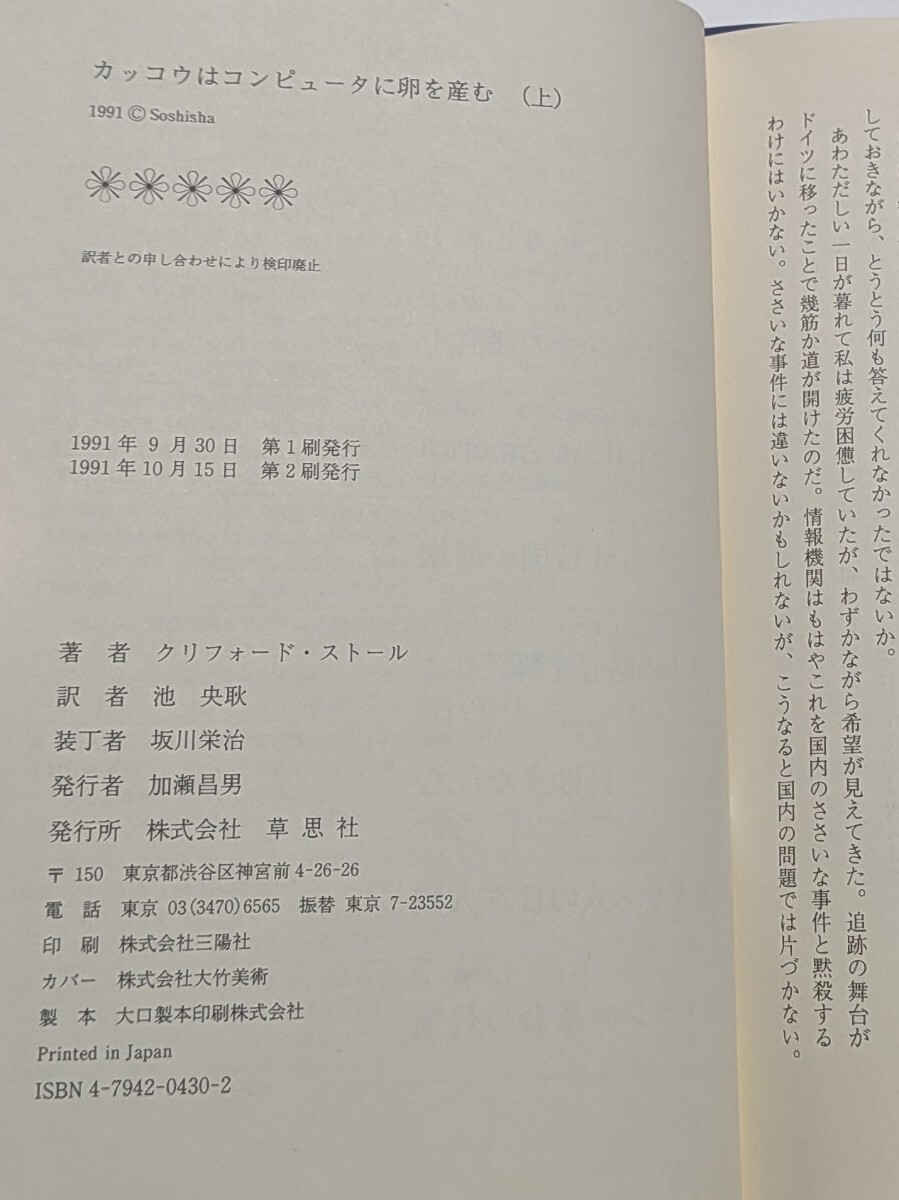 カッコウはコンピュータに卵を産む （上）
1991 © Soshisha
訳者との申し合わせにより検印廃止
1991年 9 月30日 第1刷発行
1991年10月15日 第2刷発行
著 者 クリフォード・ストール
訳 者 池 央耿
装丁者 坂川栄治
発行者 加瀬昌男
発行所 株式会社 草思社
〒 150 東京都渋谷区神宮前4-26-26
電 話 東京 03(3470)6565 振替 東京 7-23552
印 刷 株式会社三陽社
カバー 株式会社大竹美術
製 本 大口製本印刷株式会社
Printed in Japan
ISBN 4-7942-0430-2
しておきながら、とうとう何も答えてくれなかったではないか。
あわただしい一日が暮れて私は疲労困憊していたが、わずかながら希望が見えてきた。追跡の舞台が
ドイツに移ったことで幾筋か道が開けたのだ。情報機関はもはやこれを国内のささいな事件と黙殺する
わけにはいかない。ささいな事件には違いないかもしれないが、こうなると国内の問題では片づかない。